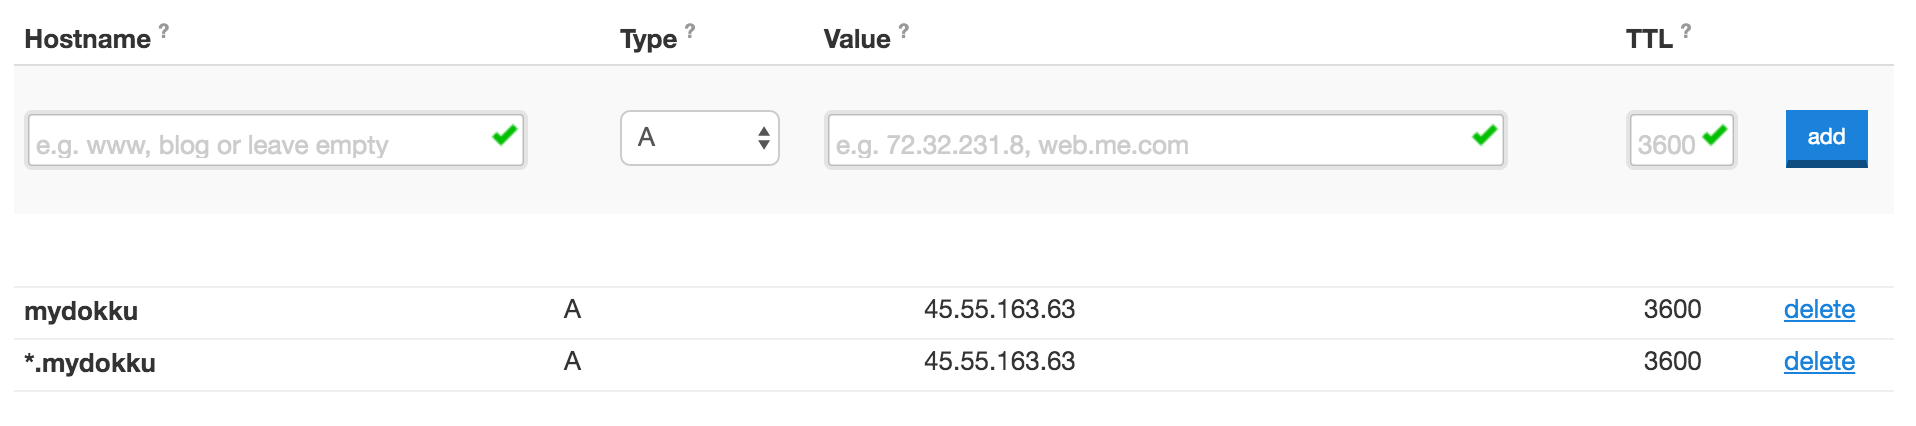 Hostname ? Type ? Value ? TTL ?
e.g. www, blog or leave empty A e.g. 72.32.231.8, web.me.com 3600 add
mydokku A 45.55.163.63 3600 delete
*.mydokku A 45.55.163.63 3600 delete